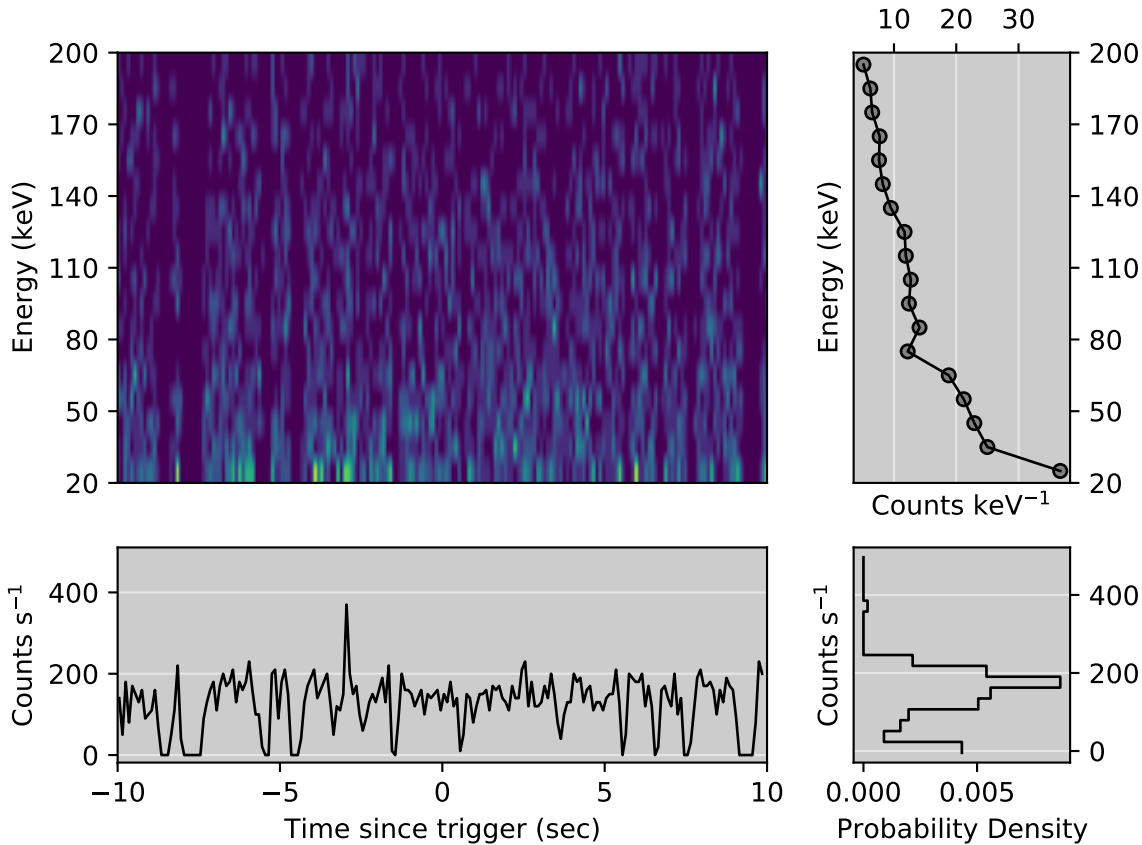 10 20 30
200
170
140
110
80
50
20
Energy (keV)
Energy (keV)
200
170
140
110
80
50
20
Counts keV⁻¹
400
200
0
Counts s⁻¹
−10 −5 0 5 10
Time since trigger (sec)
Counts s⁻¹
400
200
0
0.000 0.005
Probability Density